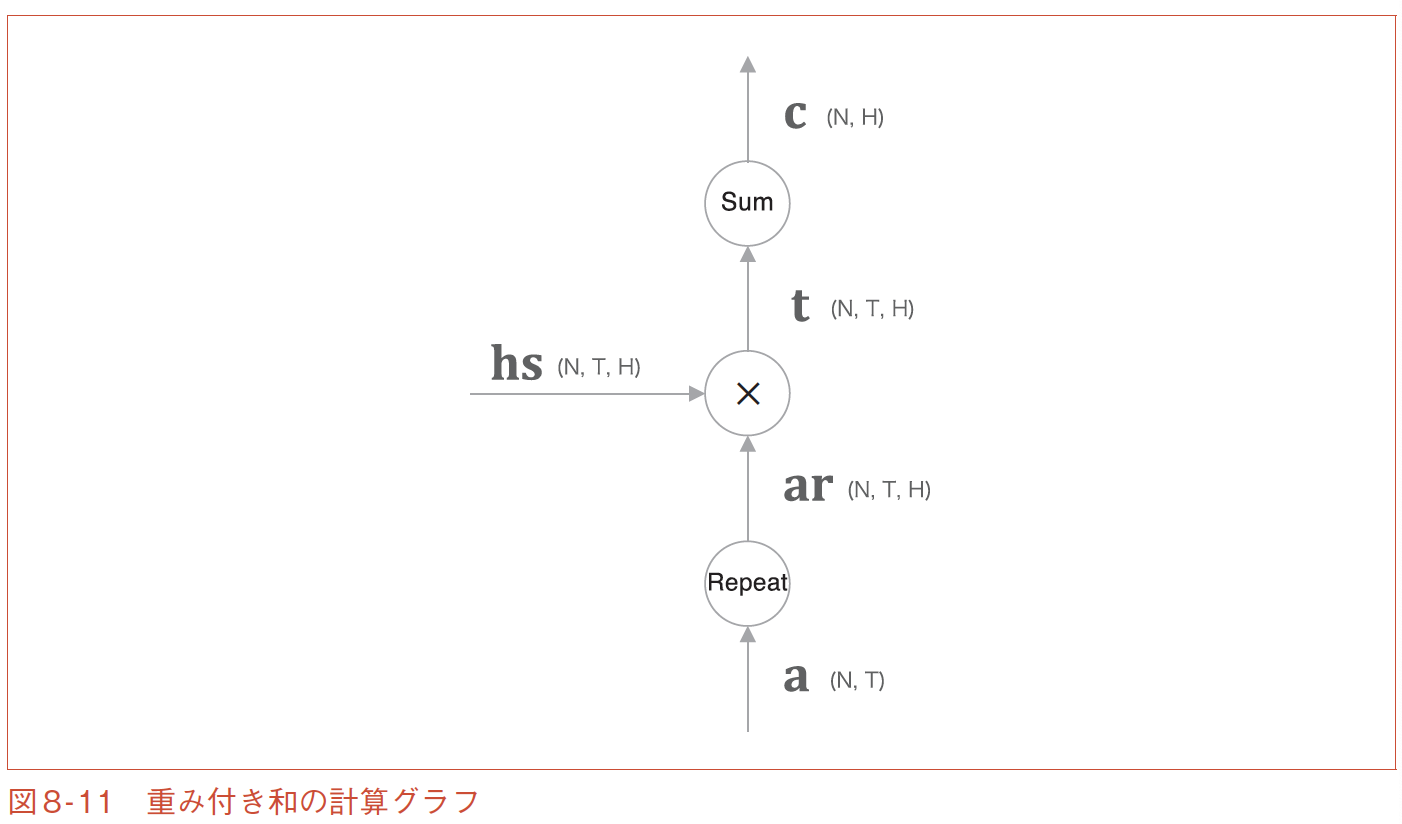 c (N, H)
Sum
t (N, T, H)
hs (N, T, H)
×
ar (N, T, H)
Repeat
a (N, T)
図8-11 重み付き和の計算グラフ